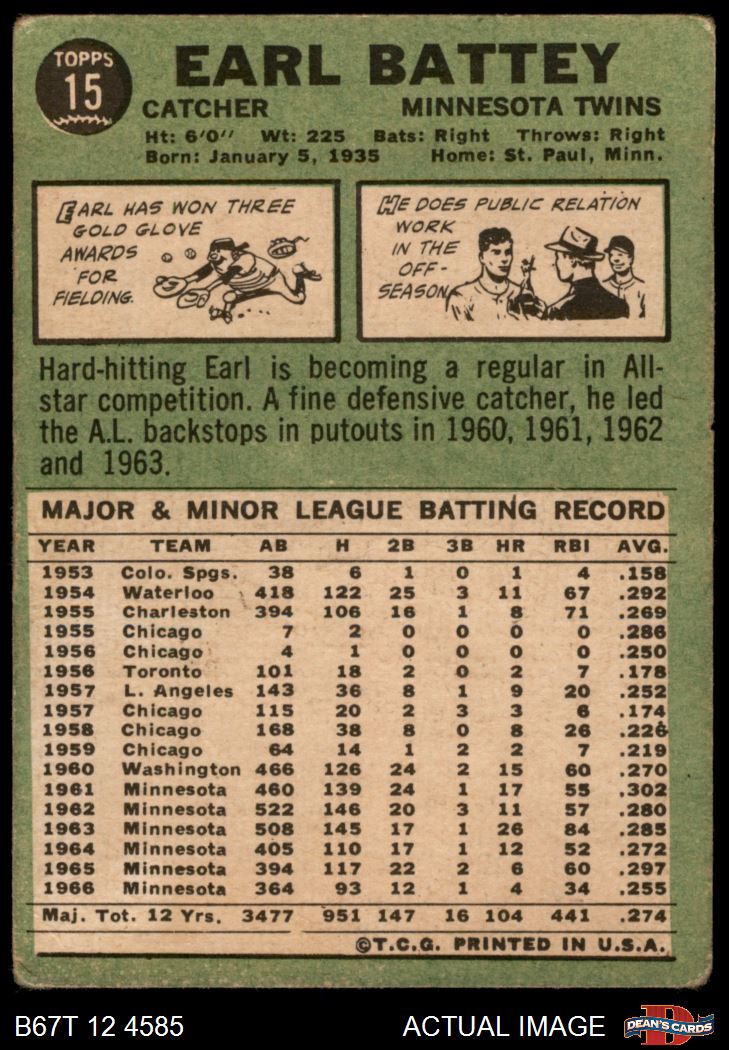 TOPPS
15
EARL BATTEY
CATCHER MINNESOTA TWINS
Ht: 6'0" Wt: 225 Bats: Right Throws: Right
Born: January 5, 1935 Home: St. Paul, Minn.
EARL HAS WON THREE
GOLD GLOVE
AWARDS
FOR
FIELDING.
HE DOES PUBLIC RELATION
WORK
IN THE
OFF-
SEASON.
Hard-hitting Earl is becoming a regular in All-
star competition. A fine defensive catcher, he led
the A.L. backstops in putouts in 1960, 1961, 1962
and 1963.
MAJOR & MINOR LEAGUE BATTING RECORD
YEAR TEAM AB H 2B 3B HR RBI AVG.
1953 Colo. Spgs. 38 6 1 0 1 4 .158
1954 Waterloo 418 122 25 3 11 67 .292
1955 Charleston 394 106 16 1 8 71 .269
1955 Chicago 7 2 0 0 0 0 .286
1956 Chicago 4 1 0 0 0 0 .250
1956 Toronto 101 18 2 0 2 7 .178
1957 L. Angeles 143 36 8 1 9 20 .252
1957 Chicago 115 20 2 3 3 6 .174
1958 Chicago 168 38 8 0 8 26 .226
1959 Chicago 64 14 1 2 2 7 .219
1960 Washington 466 126 24 2 15 60 .270
1961 Minnesota 460 139 24 1 17 55 .302
1962 Minnesota 522 146 20 3 11 57 .280
1963 Minnesota 508 145 17 1 26 84 .285
1964 Minnesota 405 110 17 1 12 52 .272
1965 Minnesota 394 117 22 2 6 60 .297
1966 Minnesota 364 93 12 1 4 34 .255
Maj. Tot. 12 Yrs. 3477 951 147 16 104 441 .274
©T.C.G. PRINTED IN U.S.A.
B67T 12 4585 ACTUAL IMAGE
DEAN'S CARDS